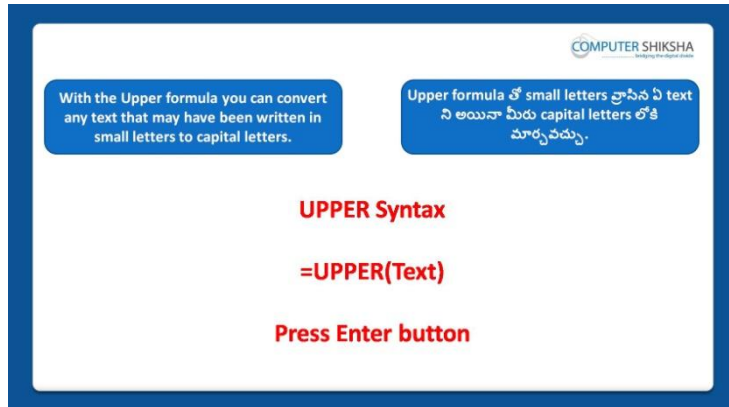 COMPUTER SHIKSHA
bridging the digital divide
With the Upper formula you can convert
any text that may have been written in
small letters to capital letters.
Upper formula తో small letters వ్రాసిన ఏ text
ని అయినా మీరు capital letters లోకి
మార్చవచ్చు.
UPPER Syntax
=UPPER(Text)
Press Enter button